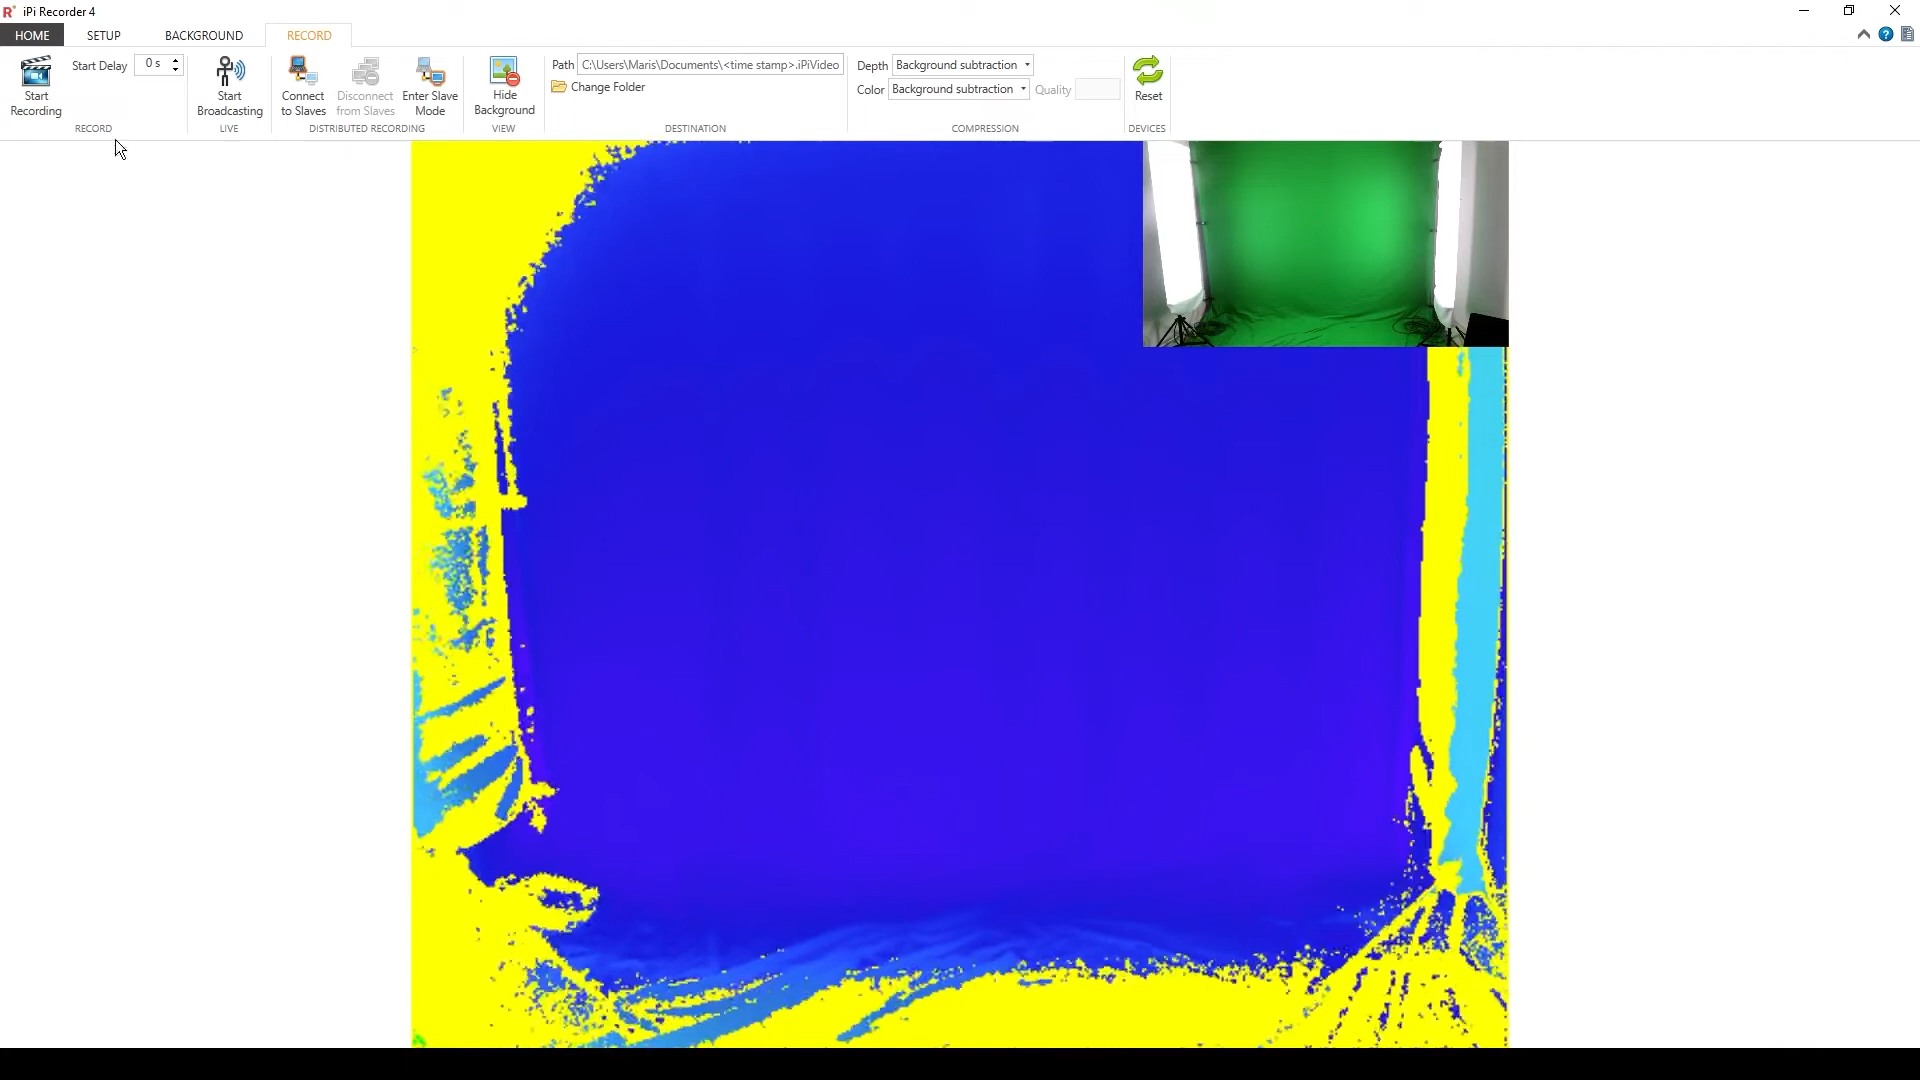 iPi Recorder 4
HOME SETUP BACKGROUND RECORD
Start Recording
Start Delay 0 s
RECORD
Start Broadcasting
LIVE
Connect to Slaves
Disconnect from Slaves
Enter Slave Mode
DISTRIBUTED RECORDING
Hide Background
VIEW
Path C:\Users\Maris\Documents\<time stamp>.iPiVideo
Change Folder
DESTINATION
Depth Background subtraction
Color Background subtraction Quality
COMPRESSION
Reset
DEVICES